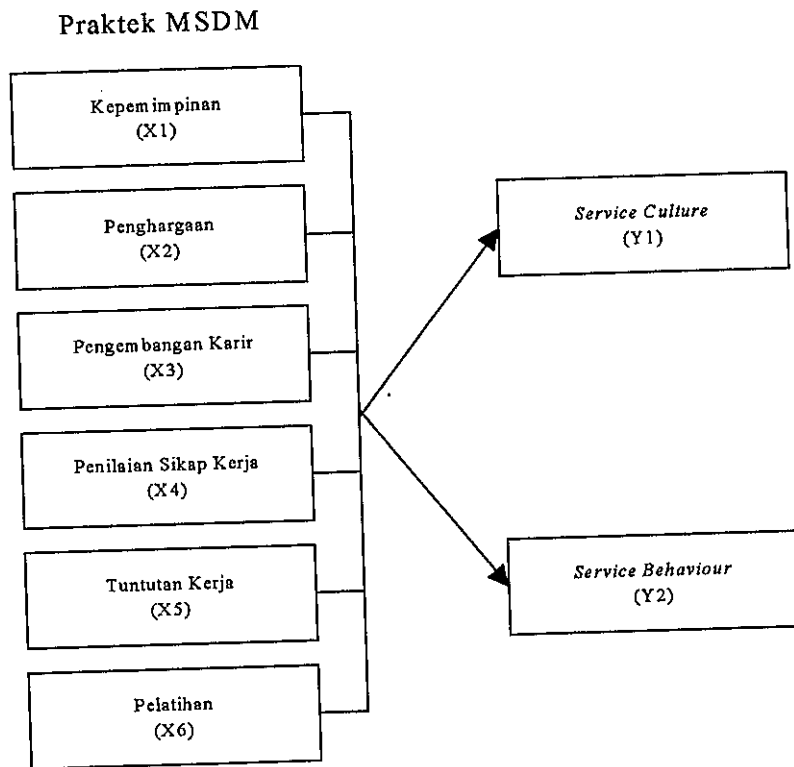 Praktek MSDM
Kepemimpinan
(X1)
Penghargaan
(X2)
Pengembangan Karir
(X3)
Penilaian Sikap Kerja
(X4)
Tuntutan Kerja
(X5)
Pelatihan
(X6)
Service Culture
(Y1)
Service Behaviour
(Y2)